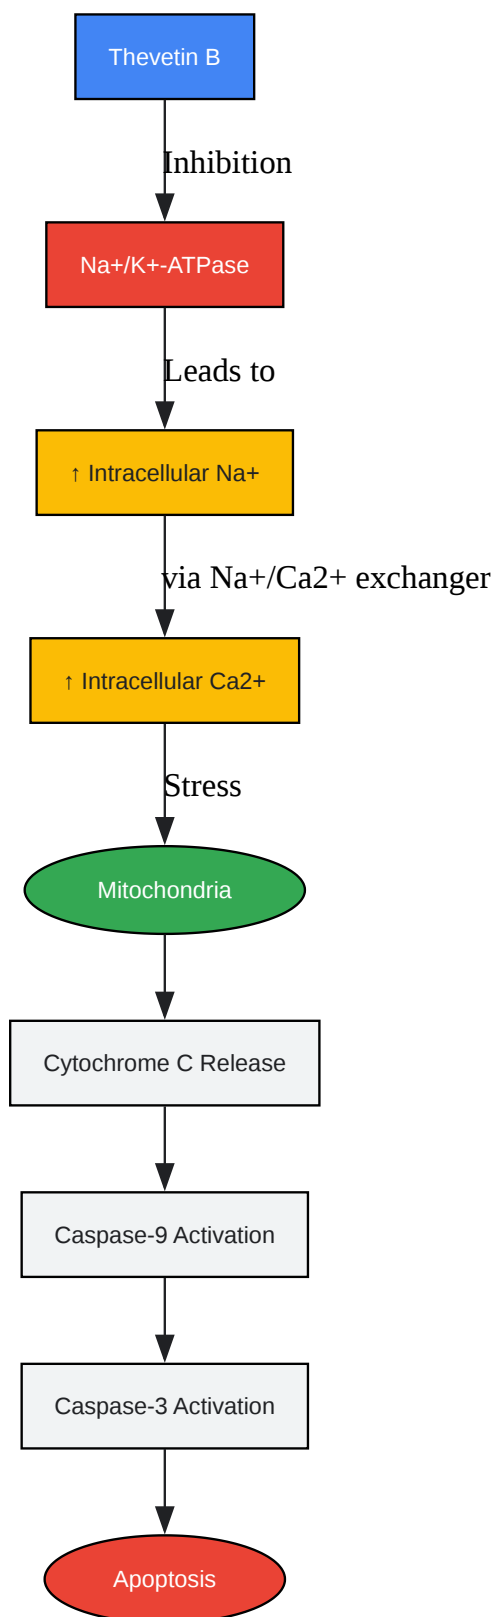 Thevetin B
Inhibition
Na+/K+-ATPase
Leads to
↑ Intracellular Na+
via Na+/Ca2+ exchanger
↑ Intracellular Ca2+
Stress
Mitochondria
Cytochrome C Release
Caspase-9 Activation
Caspase-3 Activation
Apoptosis